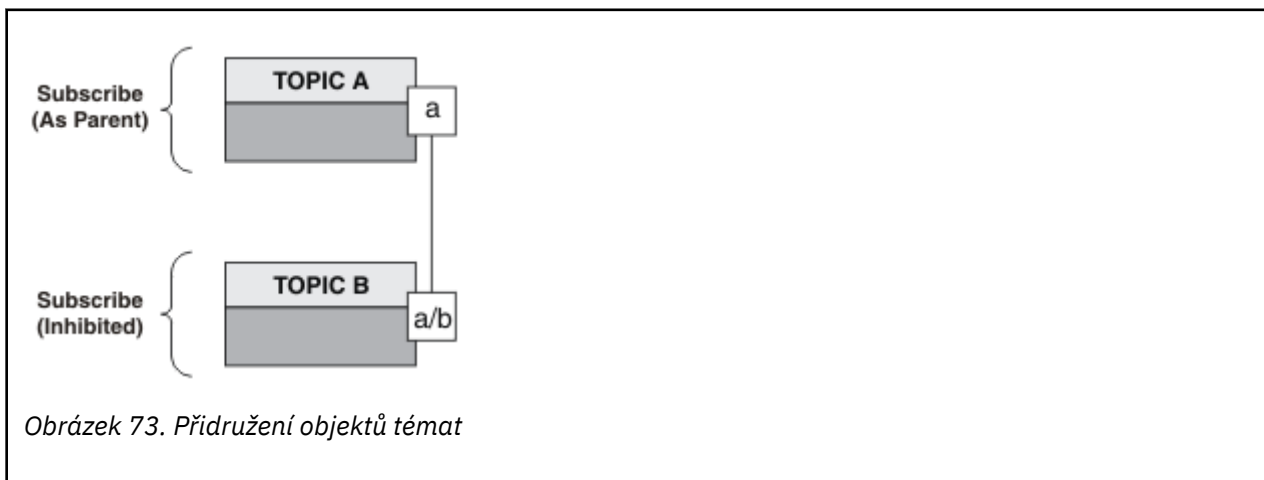 TOPIC A
a
Subscribe
(As Parent)
TOPIC B
a/b
Subscribe
(Inhibited)
Obrázek 73. Přidružení objektů témat